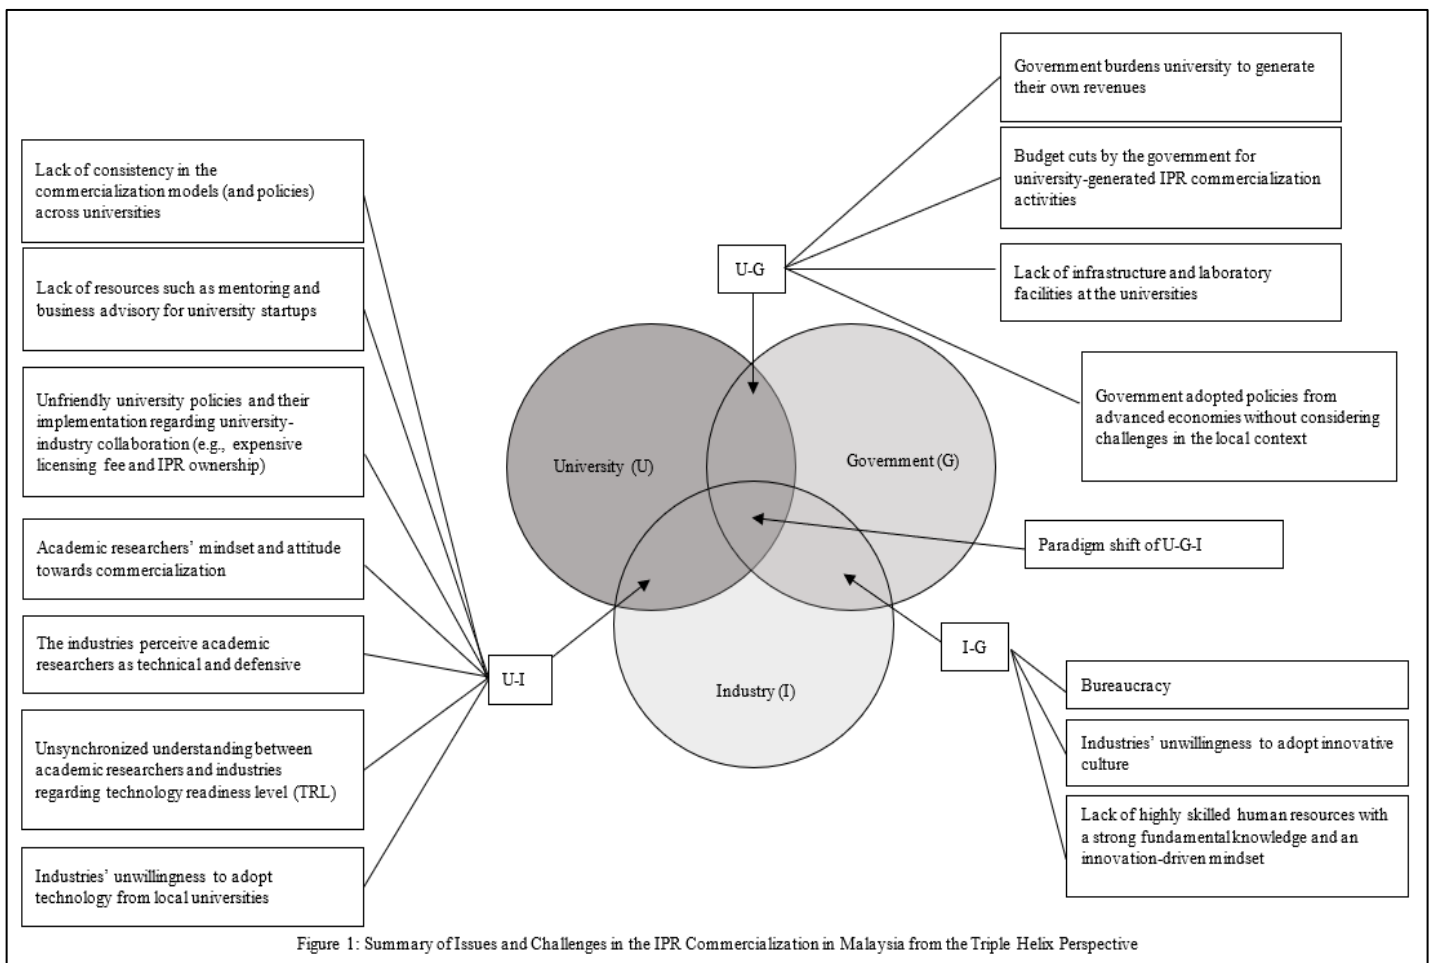 Government burdens university to generate
their own revenues
Budget cuts by the government for
university-generated IPR commercialization
activities
Lack of infrastructure and laboratory
facilities at the universities
Government adopted policies from
advanced economies without considering
challenges in the local context
U-G
Lack of consistency in the
commercialization models (and policies)
across universities
Lack of resources such as mentoring and
business advisory for university startups
Unfriendly university policies and their
implementation regarding university-
industry collaboration (e.g., expensive
licensing fee and IPR ownership)
Academic researchers’ mindset and attitude
towards commercialization
The industries perceive academic
researchers as technical and defensive
Unsynchronized understanding between
academic researchers and industries
regarding technology readiness level (TRL)
Industries’ unwillingness to adopt
technology from local universities
U-I
University (U)
Government (G)
Industry (I)
Paradigm shift of U-G-I
I-G
Bureaucracy
Industries’ unwillingness to adopt innovative
culture
Lack of highly skilled human resources with
a strong fundamental knowledge and an
innovation-driven mindset
Figure 1: Summary of Issues and Challenges in the IPR Commercialization in Malaysia from the Triple Helix Perspective